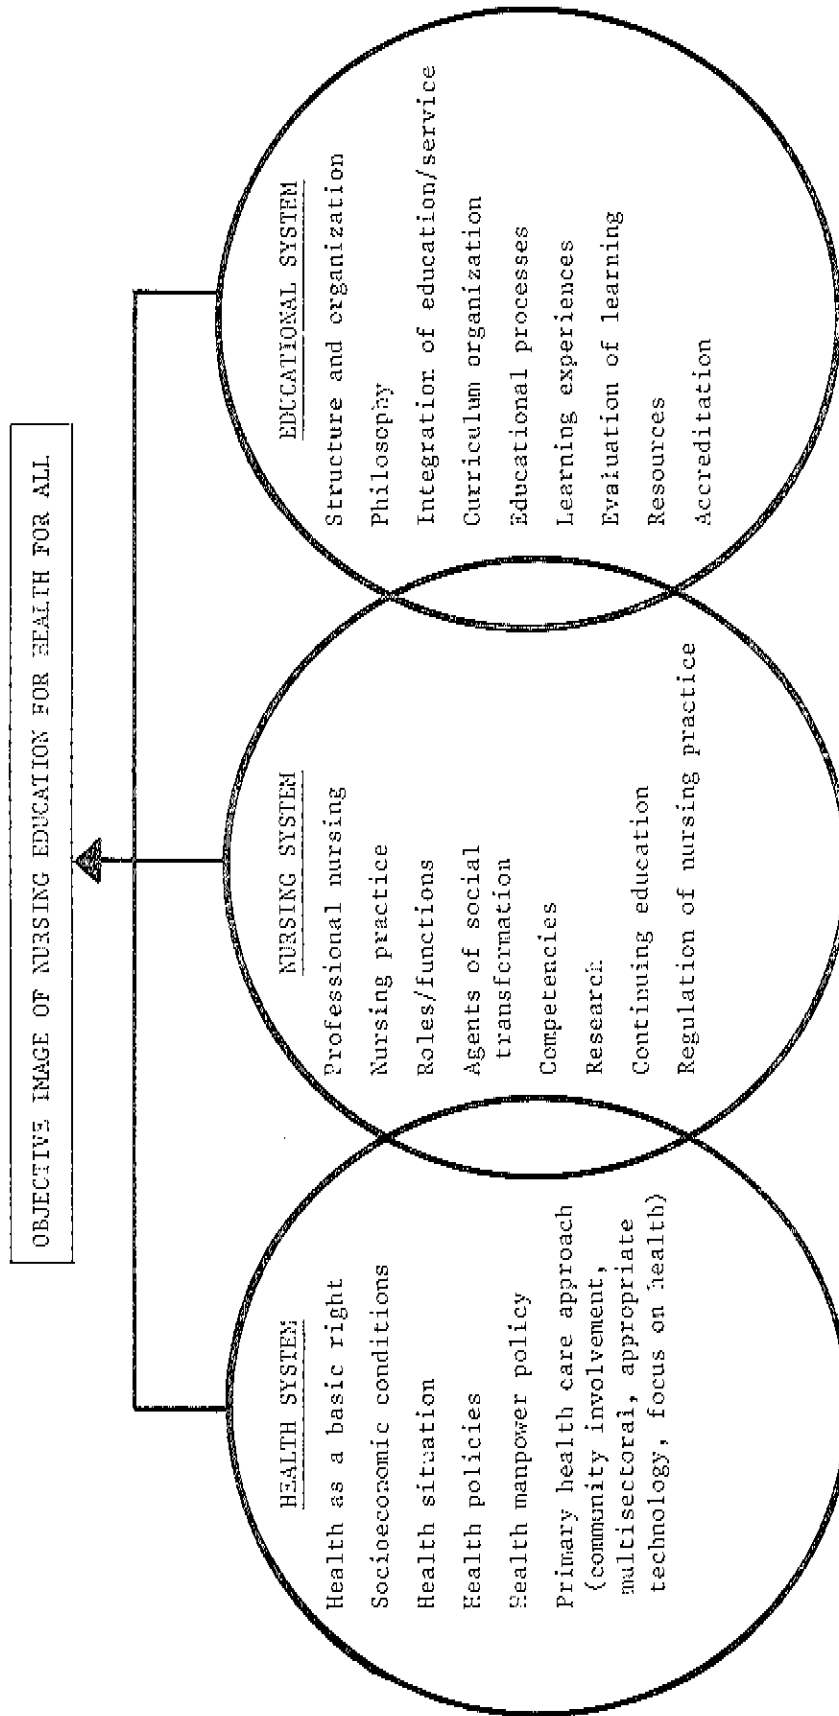 OBJECTIVE IMAGE OF NURSING EDUCATION FOR HEALTH FOR ALL
HEALTH SYSTEM
Health as a basic right
Socioeconomic conditions
Health situation
Health policies
Health manpower policy
Primary health care approach
(community involvement,
multisectoral, appropriate
technology, focus on health)
NURSING SYSTEM
Professional nursing
Nursing practice
Roles/functions
Agents of social
transformation
Competencies
Research
Continuing education
Regulation of nursing practice
EDUCATIONAL SYSTEM
Structure and organization
Philosophy
Integration of education/service
Curriculum organization
Educational processes
Learning experiences
Evaluation of learning
Resources
Accreditation